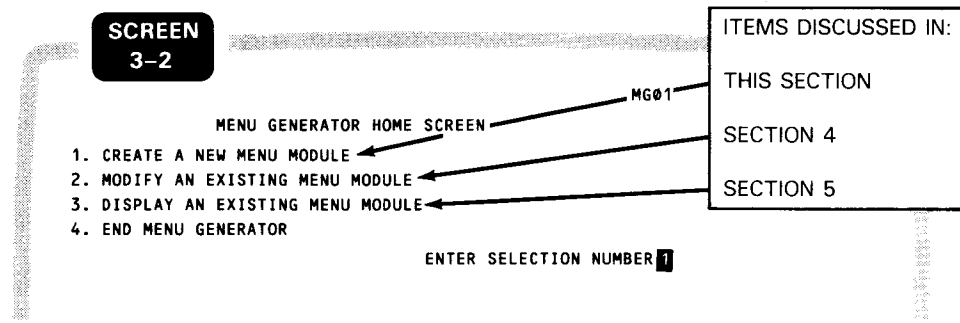 SCREEN
3–2
ITEMS DISCUSSED IN:
THIS SECTION
SECTION 4
SECTION 5
MGØ1
MENU GENERATOR HOME SCREEN
1. CREATE A NEW MENU MODULE
2. MODIFY AN EXISTING MENU MODULE
3. DISPLAY AN EXISTING MENU MODULE
4. END MENU GENERATOR
ENTER SELECTION NUMBER 1